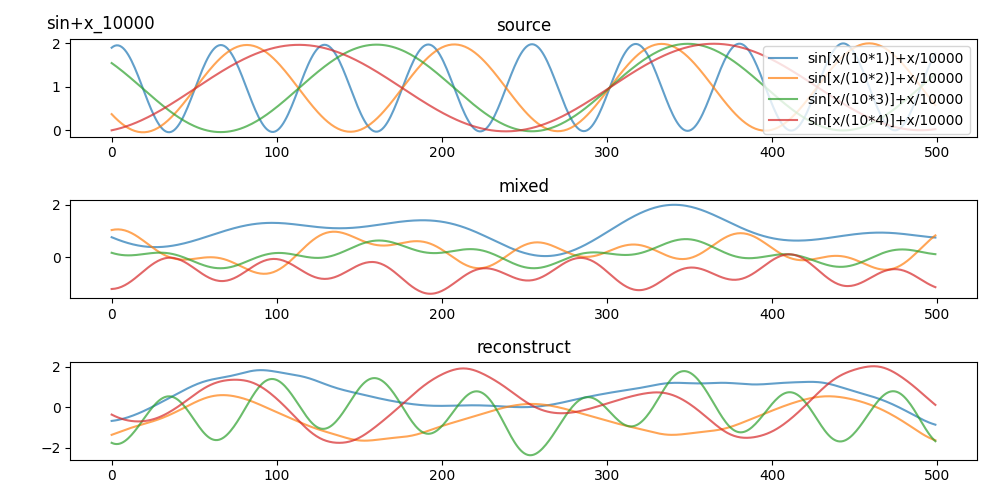 sin+x_10000
source
2
1
0
sin[x/(10*1)]+x/10000
sin[x/(10*2)]+x/10000
sin[x/(10*3)]+x/10000
sin[x/(10*4)]+x/10000
0 100 200 300 400 500
mixed
2
0
0 100 200 300 400 500
reconstruct
2
0
−2
0 100 200 300 400 500